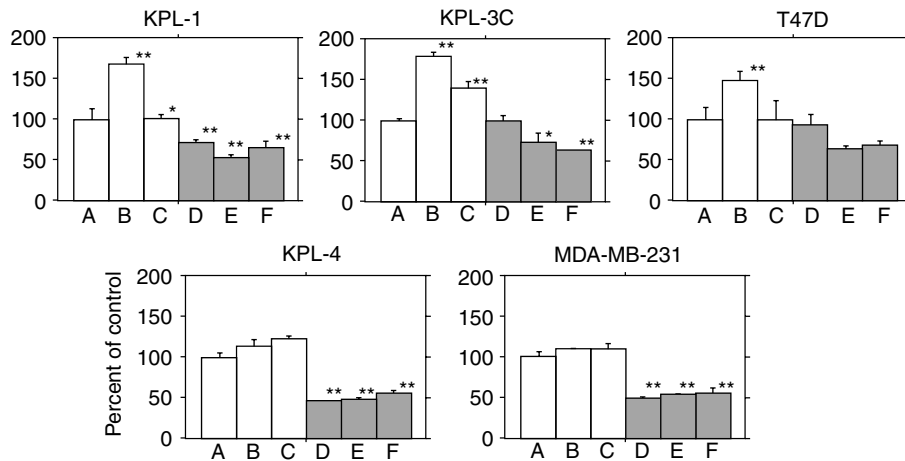 KPL-1 KPL-3C T47D
200 200 200
** ** **
150 150 150
**
100 * 100 100
** ** ** * **
50 50 50
0 0 0
A B C D E F A B C D E F A B C D E F
KPL-4 MDA-MB-231
Percent of control
200 200
150 150
100 100
** ** ** ** ** **
50 50
0 0
A B C D E F A B C D E F